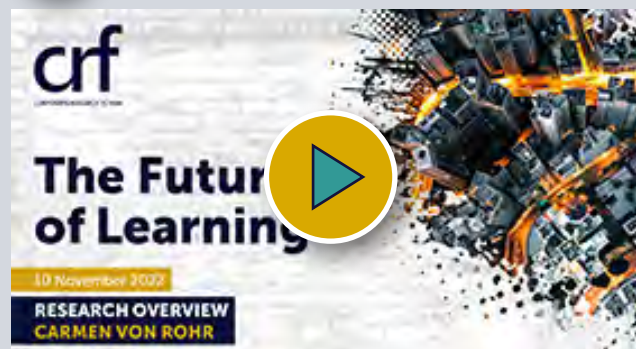 crf
The Futur
of Learning
10 November 2022
RESEARCH OVERVIEW
CARMEN VON ROHR